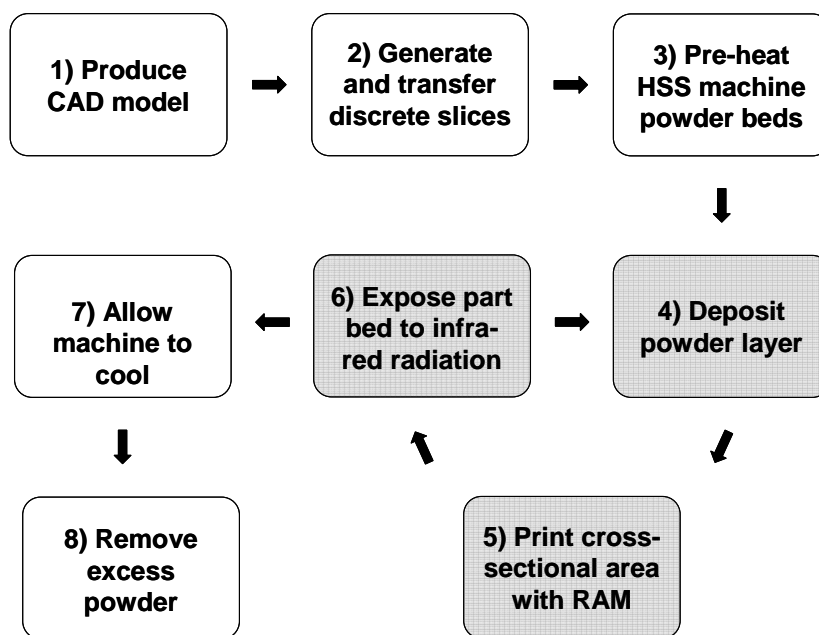 1) Produce
CAD model
2) Generate
and transfer
discrete slices
3) Pre-heat
HSS machine
powder beds
4) Deposit
powder layer
5) Print cross-
sectional area
with RAM
6) Expose part
bed to infra-
red radiation
7) Allow
machine to
cool
8) Remove
excess
powder